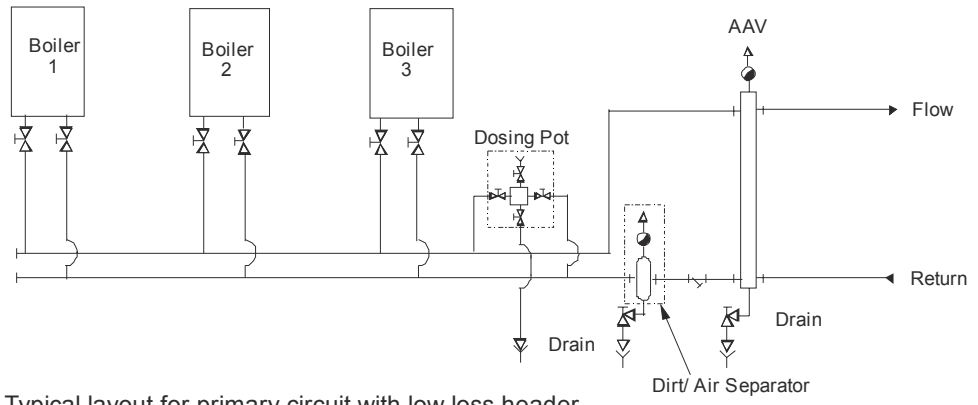 Boiler
1
Boiler
2
Boiler
3
AAV
Flow
Dosing Pot
Return
Drain
Drain
Dirt/ Air Separator
Typical layout for primary circuit with low loss header